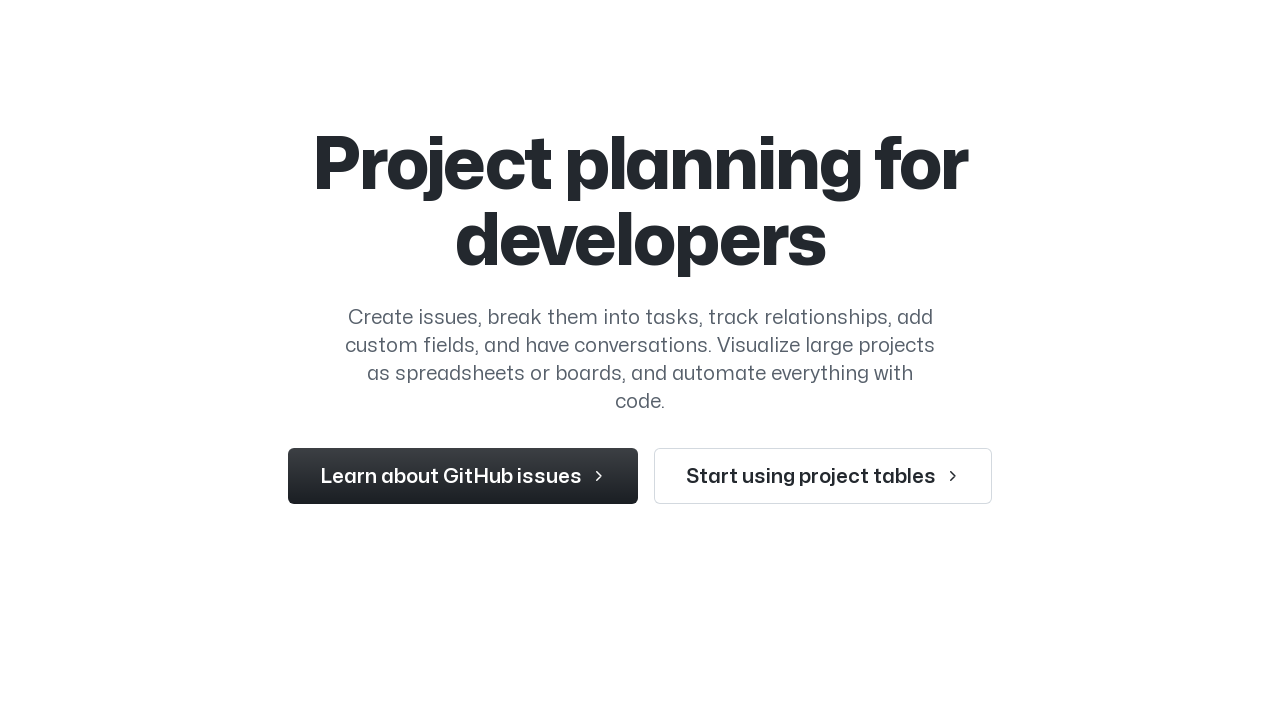 Project planning for
developers
Create issues, break them into tasks, track relationships, add
custom fields, and have conversations. Visualize large projects
as spreadsheets or boards, and automate everything with
code.
Learn about GitHub issues
Start using project tables